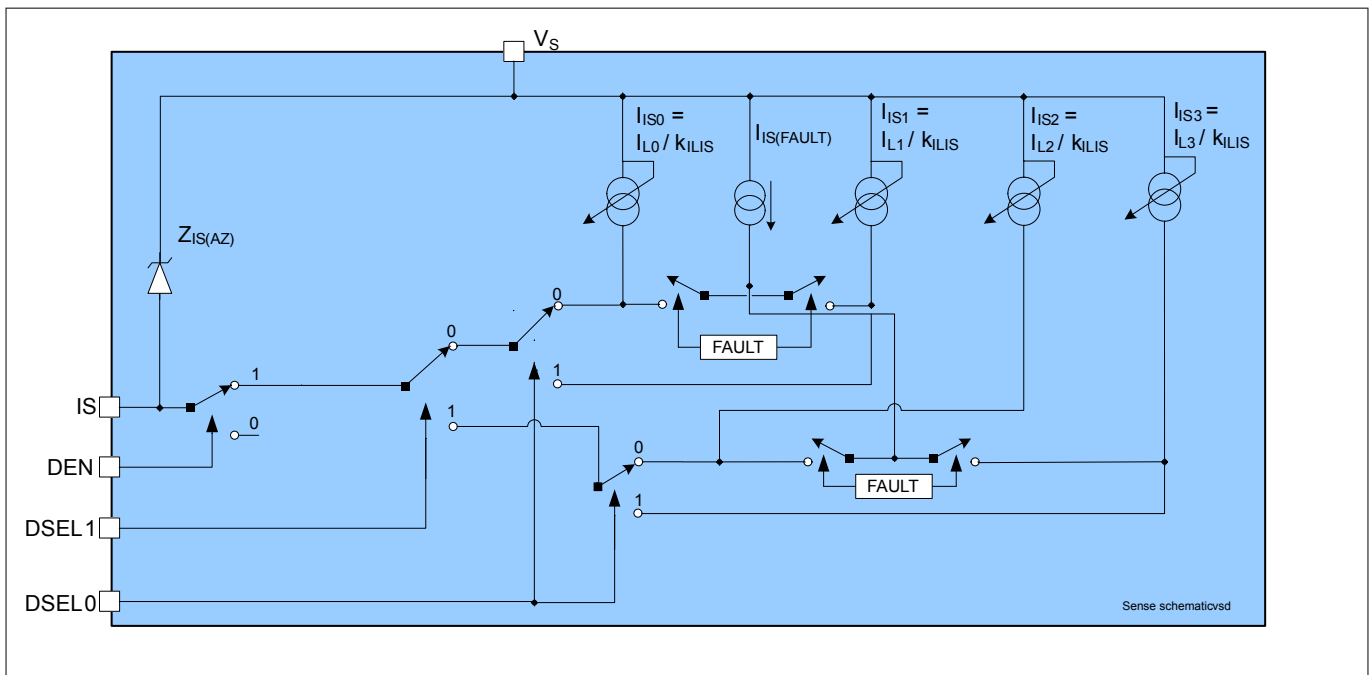 VS
IIS0 =
IL0 / kILIS
IIS(FAULT)
IIS1 =
IL1 / kILIS
IIS2 =
IL2 / kILIS
IIS3 =
IL3 / kILIS
ZIS(AZ)
0
0
1
1
0
FAULT
1
1
0
1
FAULT
IS
DEN
DSEL1
DSEL0
Sense schematicvsd